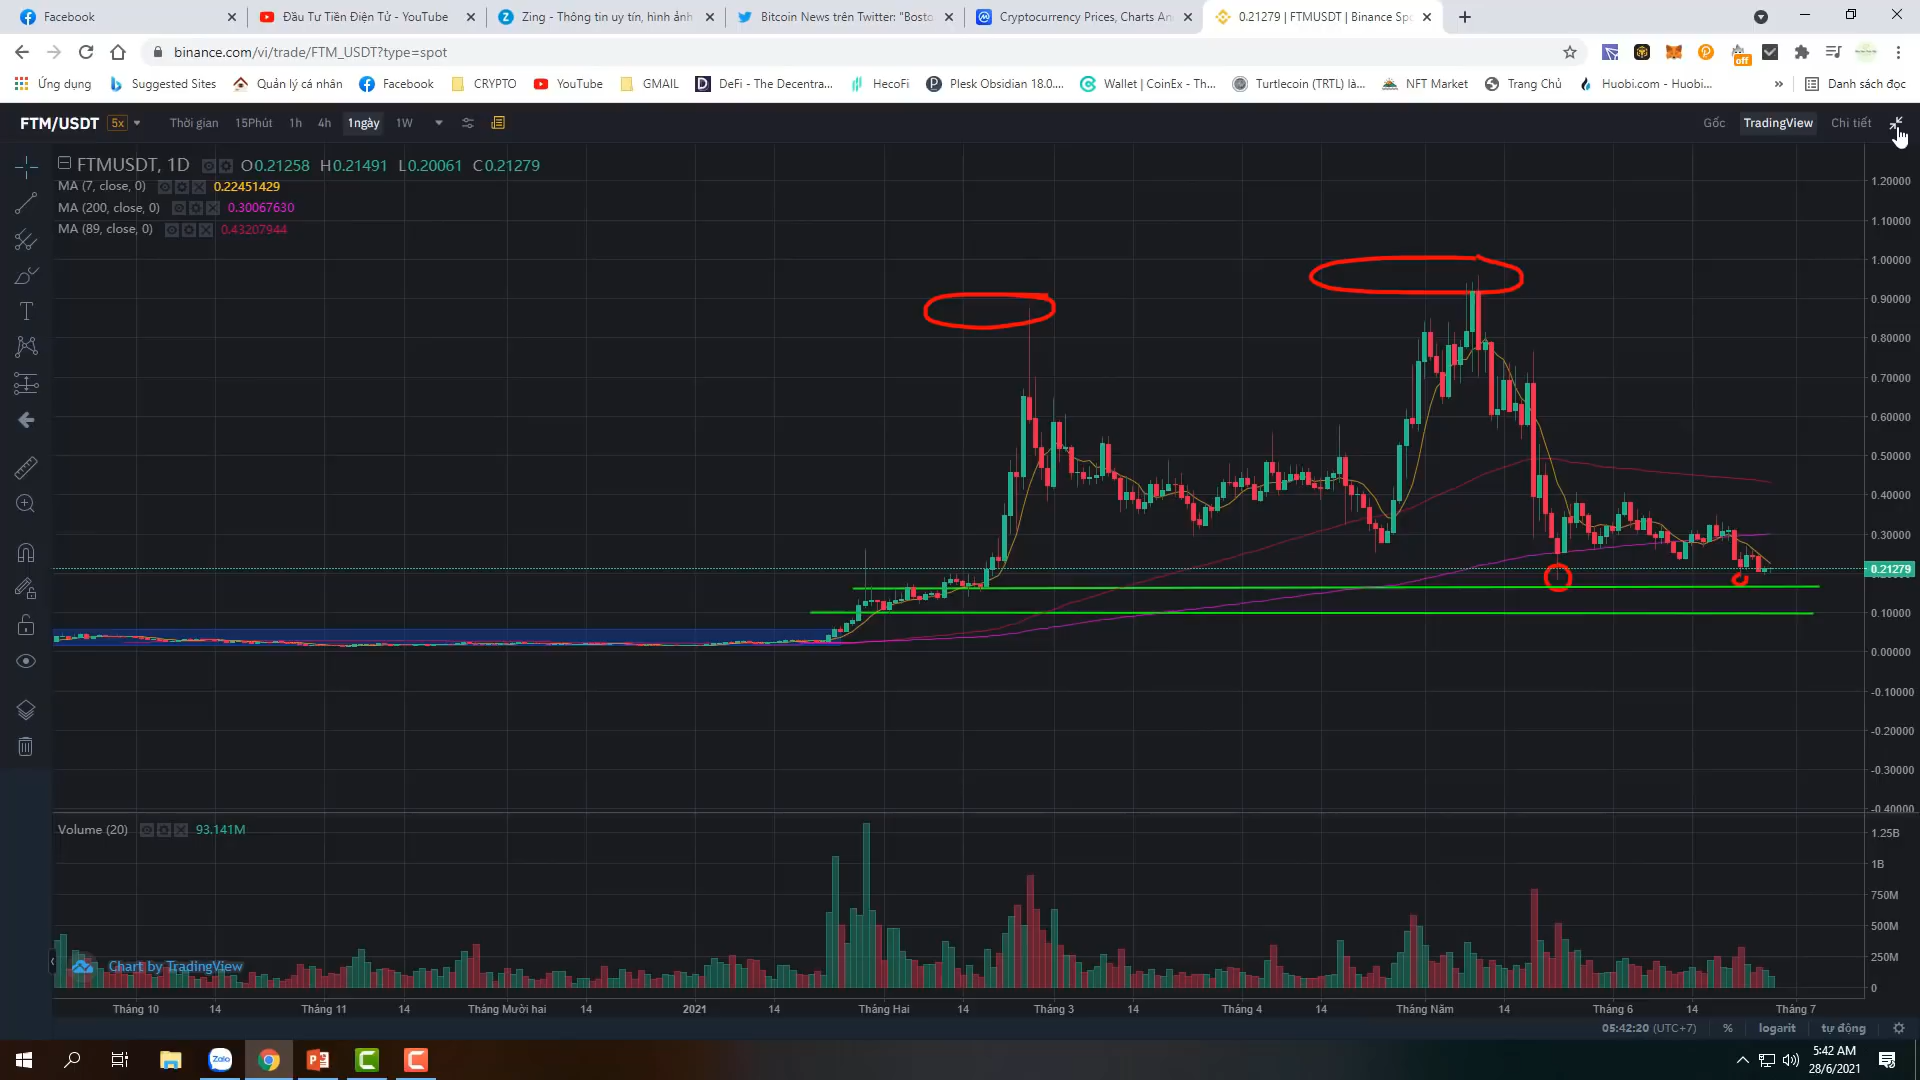 Facebook
Đầu Tư Tiền Điện Tử - YouTube
Zing - Thông tin uy tín, hình ảnh
Bitcoin News trên Twitter: "Bosto
Cryptocurrency Prices, Charts An
0.21279 | FTMUSDT | Binance Spo
binance.com/vi/trade/FTM_USDT?type=spot
off
Ứng dụng
Suggested Sites
Quản lý cá nhân
Facebook
CRYPTO
YouTube
GMAIL
DeFi - The Decentra...
HecoFi
Plesk Obsidian 18.0....
Wallet | CoinEx - Th...
Turtlecoin (TRTL) là...
NFT Market
Trang Chủ
Huobi.com - Huobi...
»
Danh sách đọc
FTM/USDT 5x Thời gian 15Phút 1h 4h 1ngày 1W
Gốc TradingView Chi tiết
FTMUSDT, 1D O0.21258 H0.21491 L0.20061 C0.21279
MA (7, close, 0) 0.22451429
MA (200, close, 0) 0.30067630
MA (89, close, 0) 0.43207944
1.20000
1.10000
1.00000
0.90000
0.80000
0.70000
0.60000
0.50000
0.40000
0.30000
0.21279
0.10000
0.00000
-0.10000
-0.20000
-0.30000
-0.40000
Volume (20) 93.141M
1.25B
1B
750M
500M
250M
0
Chart by TradingView
Tháng 10 14 Tháng 11 14 Tháng Mười hai 14 2021 14 Tháng Hai 14 Tháng 3 14 Tháng 4 14 Tháng Năm 14 Tháng 6 14 Tháng 7
05:42:20 (UTC+7) % logarit tự động
Zalo
5:42 AM
28/6/2021